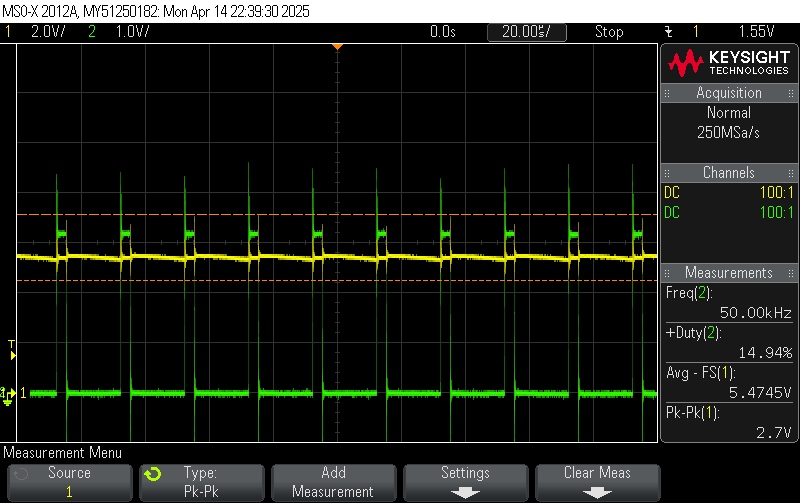 MSO-X 2012A, MY51250182: Mon Apr 14 22:39:30 2025
1 2.0V/ 2 1.0V/ 0.0s 20.00µs/ Stop 1 1.55V
KEYSIGHT
TECHNOLOGIES
Acquisition
Normal
250MSa/s
Channels
DC 100:1
DC 100:1
Measurements
Freq(2):
50.00kHz
+Duty(2):
14.94%
Avg - FS(1):
5.4745V
Pk-Pk(1):
2.7V
T
2 1
Measurement Menu
Source
1
Type:
Pk-Pk
Add
Measurement
Settings
Clear Meas